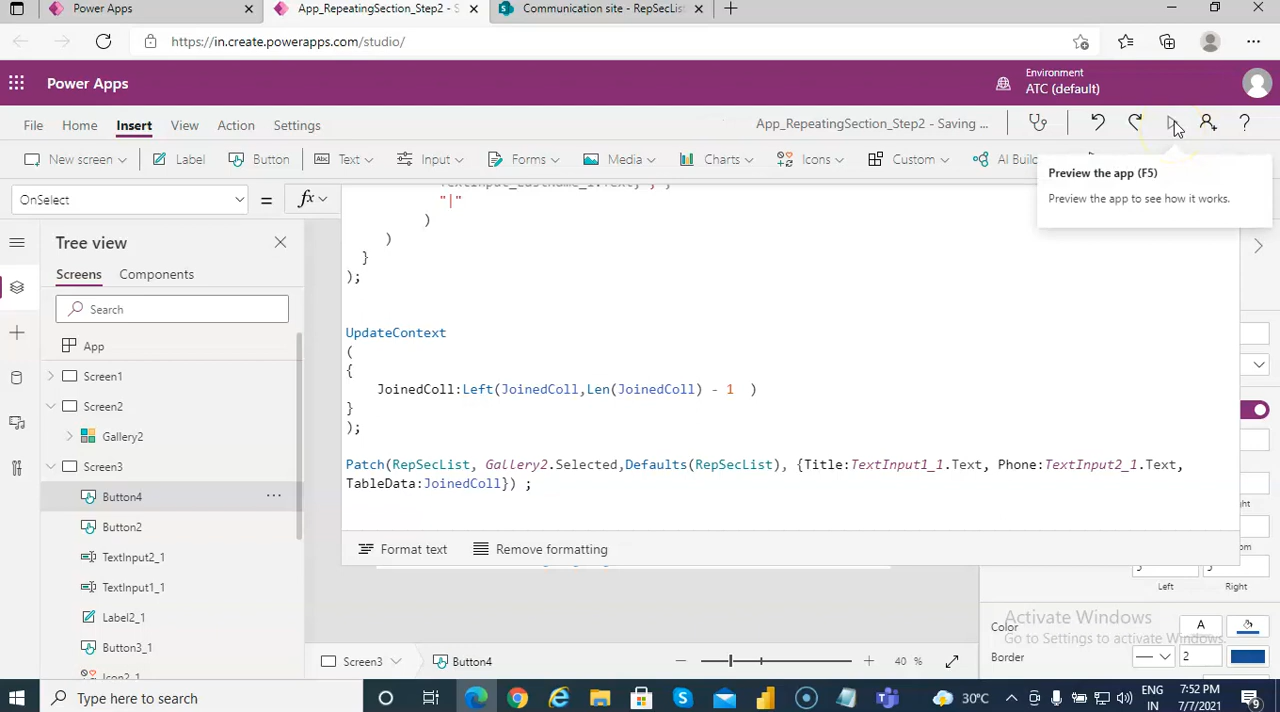 Power Apps
App_RepeatingSection_Step2 - S
Communication site - RepSecList
https://in.create.powerapps.com/studio/
Power Apps
Environment
ATC (default)
File
Home
Insert
View
Action
Settings
App_RepeatingSection_Step2 - Saving ...
New screen
Label
Button
Text
Input
Forms
Media
Charts
Icons
Custom
AI Buil
Preview the app (F5)
Preview the app to see how it works.
OnSelect
=
fx
TextInput_LastName_1.Text,",",
"|"
)
)
}
);
UpdateContext
(
{
JoinedColl:Left(JoinedColl,Len(JoinedColl) - 1 )
}
);
Patch(RepSecList, Gallery2.Selected,Defaults(RepSecList), {Title:TextInput1_1.Text, Phone:TextInput2_1.Text,
TableData:JoinedColl}) ;
Format text
Remove formatting
Tree view
Screens
Components
Search
App
Screen1
Screen2
Gallery2
Screen3
Button4
...
Button2
TextInput2_1
TextInput1_1
Label2_1
Button3_1
Icon2_1
Left
Right
Color
A
Border
2
Activate Windows
Go to Settings to activate Windows.
Screen3
Button4
40 %
Type here to search
30°C
ENG
IN
7:52 PM
7/7/2021
9